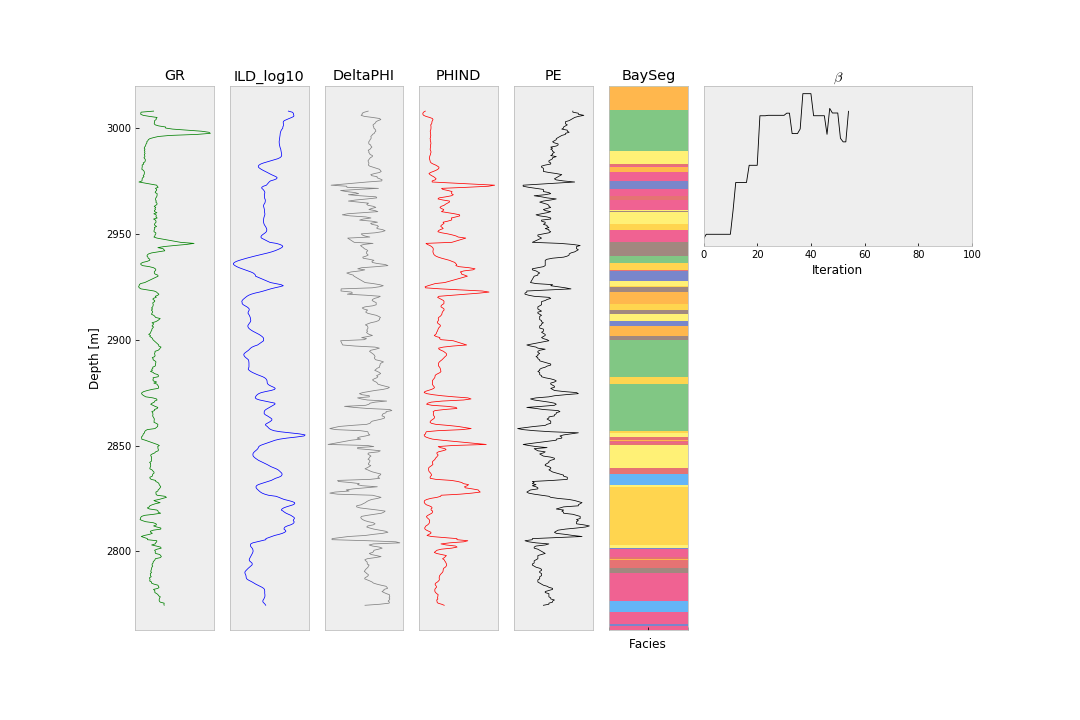 GR ILD_log10 DeltaPHI PHIND PE BaySeg β
3000
2950
2900
2850
2800
Depth [m]
0 20 40 60 80 100
Iteration
Facies